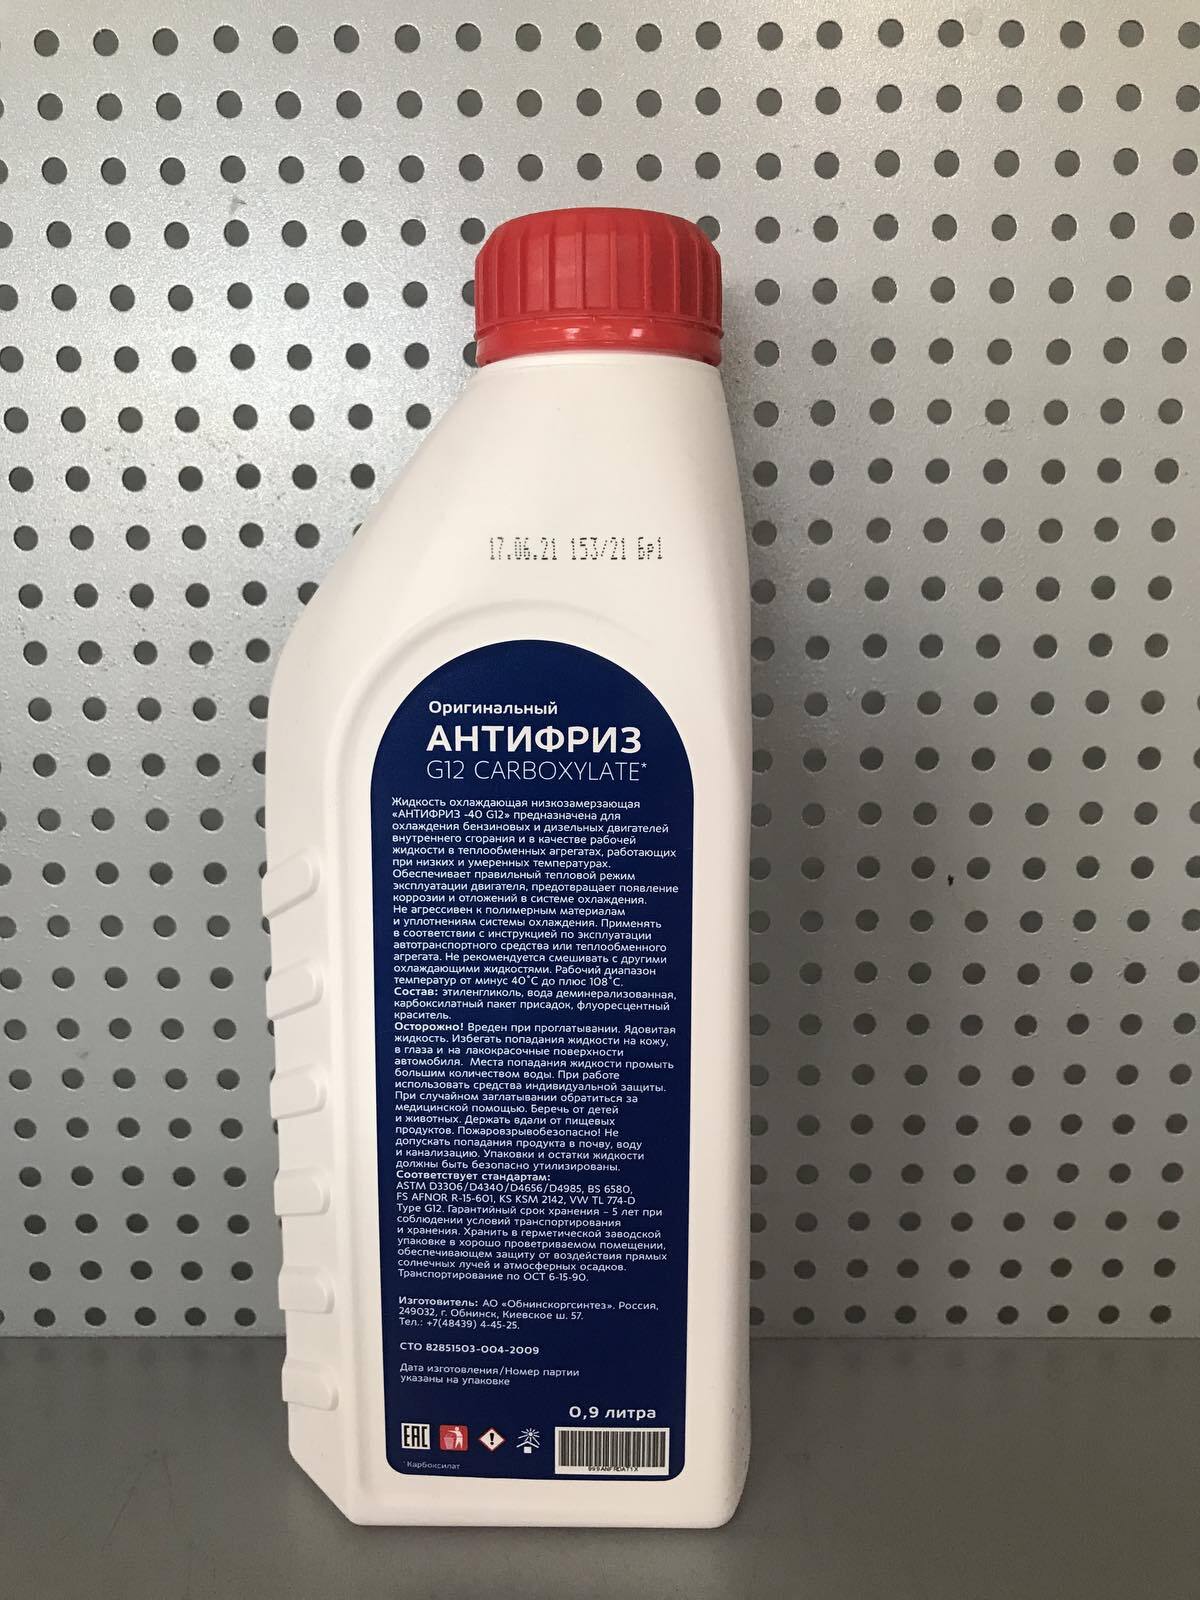 17.06.21 153/21 Бр1
Оригинальный
АНТИФРИЗ
G12 CARBOXYLATE*
Жидкость охлаждающая низкозамерзающая
«АНТИФРИЗ -40 G12» предназначена для
охлаждения бензиновых и дизельных двигателей
внутреннего сгорания и в качестве рабочей
жидкости в теплообменных агрегатах, работающих
при низких и умеренных температурах.
Обеспечивает правильный тепловой режим
эксплуатации двигателя, предотвращает появление
коррозии и отложений в системе охлаждения.
Не агрессивен к полимерным материалам
и уплотнениям системы охлаждения. Применять
в соответствии с инструкцией по эксплуатации
автотранспортного средства или теплообменного
агрегата. Не рекомендуется смешивать с другими
охлаждающими жидкостями. Рабочий диапазон
температур от минус 40˚С до плюс 108˚С.
Состав: этиленгликоль, вода деминерализованная,
карбоксилатный пакет присадок, флуоресцентный
краситель.
Осторожно! Вреден при проглатывании. Ядовитая
жидкость. Избегать попадания жидкости на кожу,
в глаза и на лакокрасочные поверхности
автомобиля. Места попадания жидкости промыть
большим количеством воды. При работе
использовать средства индивидуальной защиты.
При случайном заглатывании обратиться за
медицинской помощью. Беречь от детей
и животных. Держать вдали от пищевых
продуктов. Пожаровзрывобезопасно! Не
допускать попадания продукта в почву, воду
и канализацию. Упаковки и остатки жидкости
должны быть безопасно утилизированы.
Соответствует стандартам:
ASTM D3306/D4340/D4656/D4985, BS 6580,
FS AFNOR R-15-601, KS KSM 2142, VW TL 774-D
Type G12. Гарантийный срок хранения – 5 лет при
соблюдении условий транспортирования
и хранения. Хранить в герметической заводской
упаковке в хорошо проветриваемом помещении,
обеспечивающем защиту от воздействия прямых
солнечных лучей и атмосферных осадков.
Транспортирование по ОСТ 6-15-90.
Изготовитель: АО «Обнинскоргсинтез». Россия,
249032, г. Обнинск, Киевское ш. 57.
Тел.: +7(48439) 4-45-25.
СТО 82851503-004-2009
Дата изготовления/Номер партии
указаны на упаковке
0,9 литра
EAC
999ANFRDAT1X
*Карбоксилат